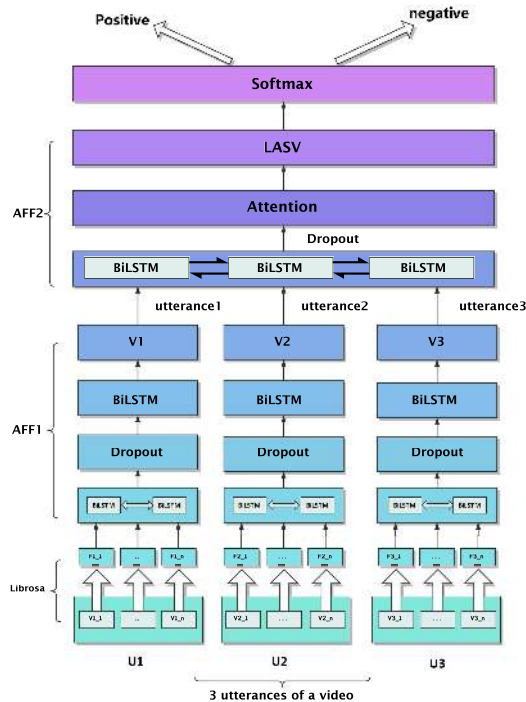 Positive negative
Softmax
LASV
Attention
AFF2
Dropout
BiLSTM BiLSTM BiLSTM
utterance1 utterance2 utterance3
V1 V2 V3
BiLSTM BiLSTM BiLSTM
AFF1
Dropout Dropout Dropout
BiLSTM BiLSTM BiLSTM BiLSTM BiLSTM BiLSTM
F1_1 .. F1_n F2_1 ... F2_n F3_1 ... F3_n
Librosa
V1_1 .. V1_n V2_1 ... V2_n V3_1 ... V3_n
U1 U2 U3
3 utterances of a video